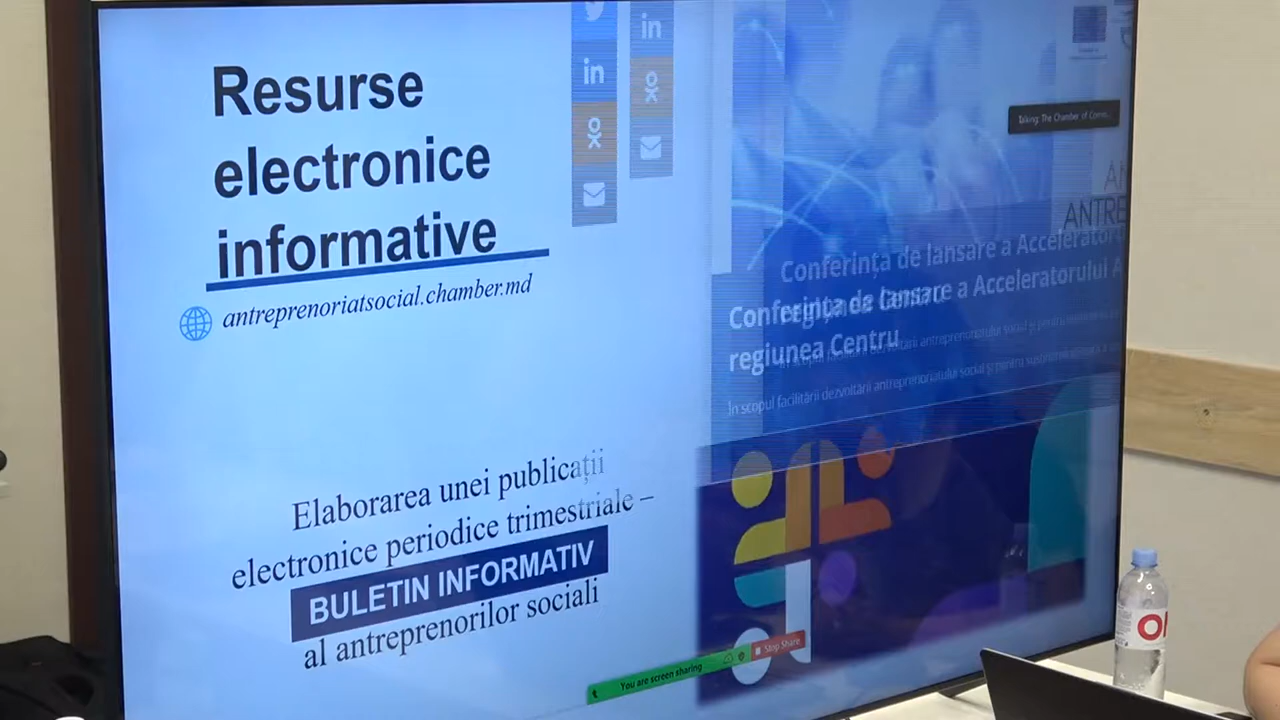 Resurse
electronice
informative
antreprenoriatsocial.chamber.md
Elaborarea unei publicații
electronice periodice trimestriale –
BULETIN INFORMATIV
al antreprenorilor sociali
in
in
Talking: The Chamber of Comm...
ANTRE
Conferința de lansare a Accelerator
Conferința de lansare a Acceleratorului A
regiunea Centru
În scopul facilitării dezvoltării antreprenoriatului social și pentru
You are screen sharing
Stop Share